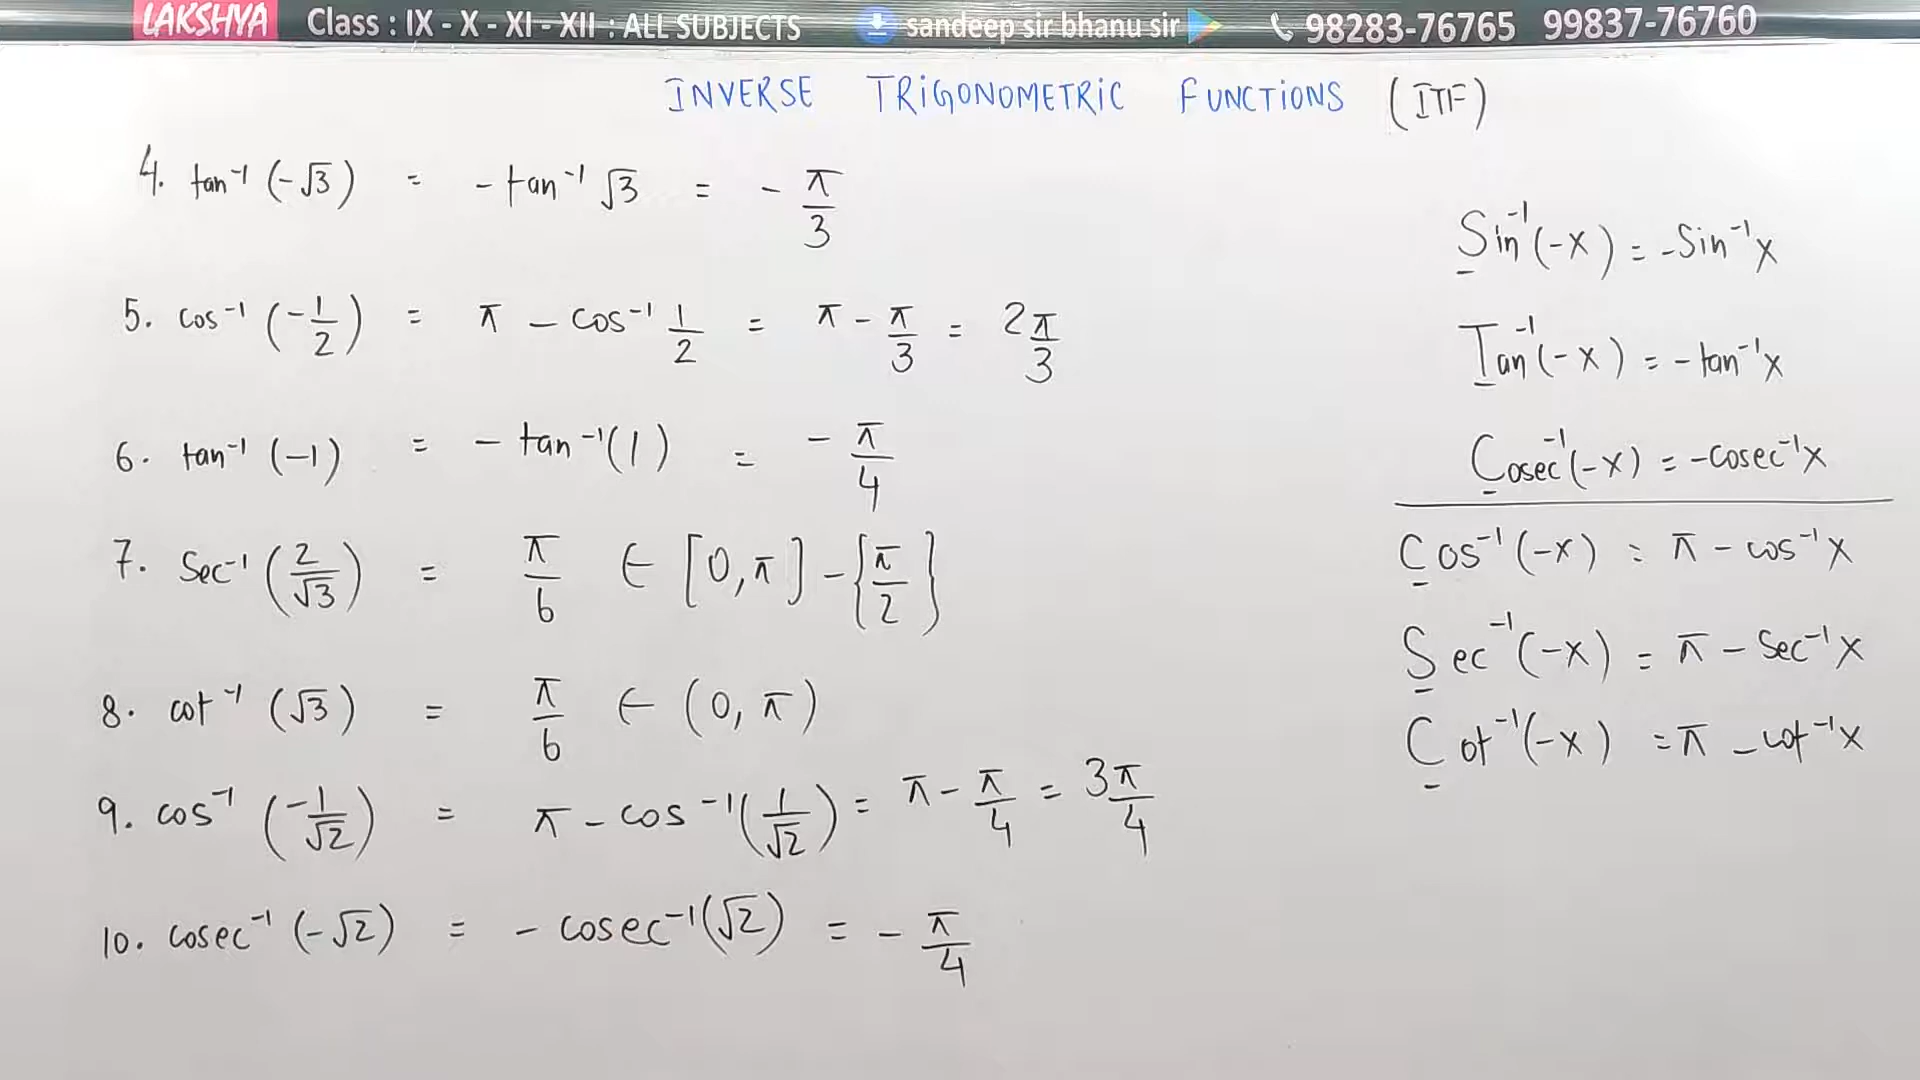 LAKSHYA Class : IX - X - XI - XII : ALL SUBJECTS sandeep sir bhanu sir 98283-76765 99837-76760
INVERSE TRIGONOMETRIC FUNCTIONS (ITF)
4. tan⁻¹ (-√3) = - tan⁻¹ √3 = - π/3
5. cos⁻¹ (-1/2) = π - cos⁻¹ 1/2 = π - π/3 = 2π/3
6. tan⁻¹ (-1) = - tan⁻¹(1) = - π/4
7. Sec⁻¹ (2/√3) = π/6 ∈ [0, π] - {π/2}
8. cot⁻¹ (√3) = π/6 ∈ (0, π)
9. cos⁻¹ (-1/√2) = π - cos⁻¹(1/√2) = π - π/4 = 3π/4
10. cosec⁻¹ (-√2) = - cosec⁻¹(√2) = - π/4
Sin⁻¹(-x) = -Sin⁻¹x
Tan⁻¹(-x) = - tan⁻¹x
Cosec⁻¹(-x) = -cosec⁻¹x
Cos⁻¹(-x) = π - cos⁻¹x
Sec⁻¹(-x) = π - Sec⁻¹x
Cot⁻¹(-x) = π - cot⁻¹x